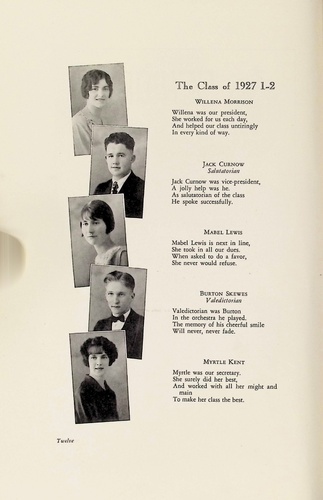 The Class of 1927 1-2
Willena Morrison
Willena was our president,
She worked for us each day,
And helped our class untiringly
In every kind of way.
Jack Curnow
Salutatorian
Jack Curnow was vice-president,
A jolly help was he.
As salutatorian of the class
He spoke successfully.
Mabel Lewis
Mabel Lewis is next in line,
She took in all our dues.
When asked to do a favor,
She never would refuse.
Burton Skewes
Valedictorian
Valedictorian was Burton
In the orchestra he played.
The memory of his cheerful smile
Will never, never fade.
Myrtle Kent
Myrtle was our secretary.
She surely did her best,
And worked with all her might and
main
To make her class the best.
Twelve